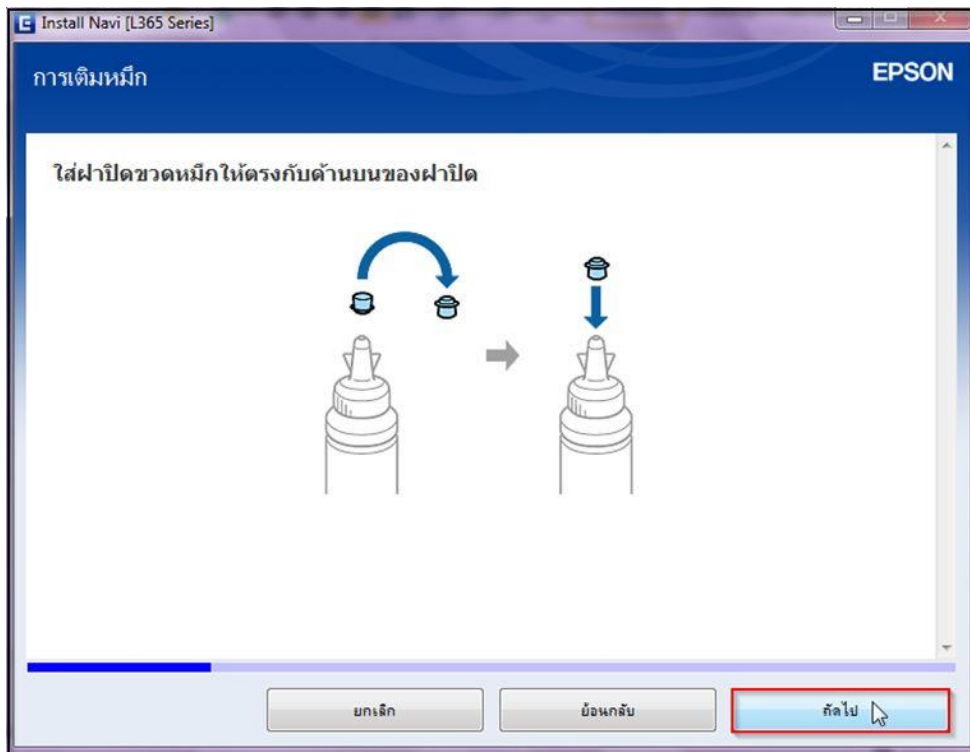 Install Navi [L365 Series]
การเติมหมึก
EPSON
ใส่ฝาปิดขวดหมึกให้ตรงกับด้านบนของฝาปิด
ยกเลิก
ย้อนกลับ
ถัดไป